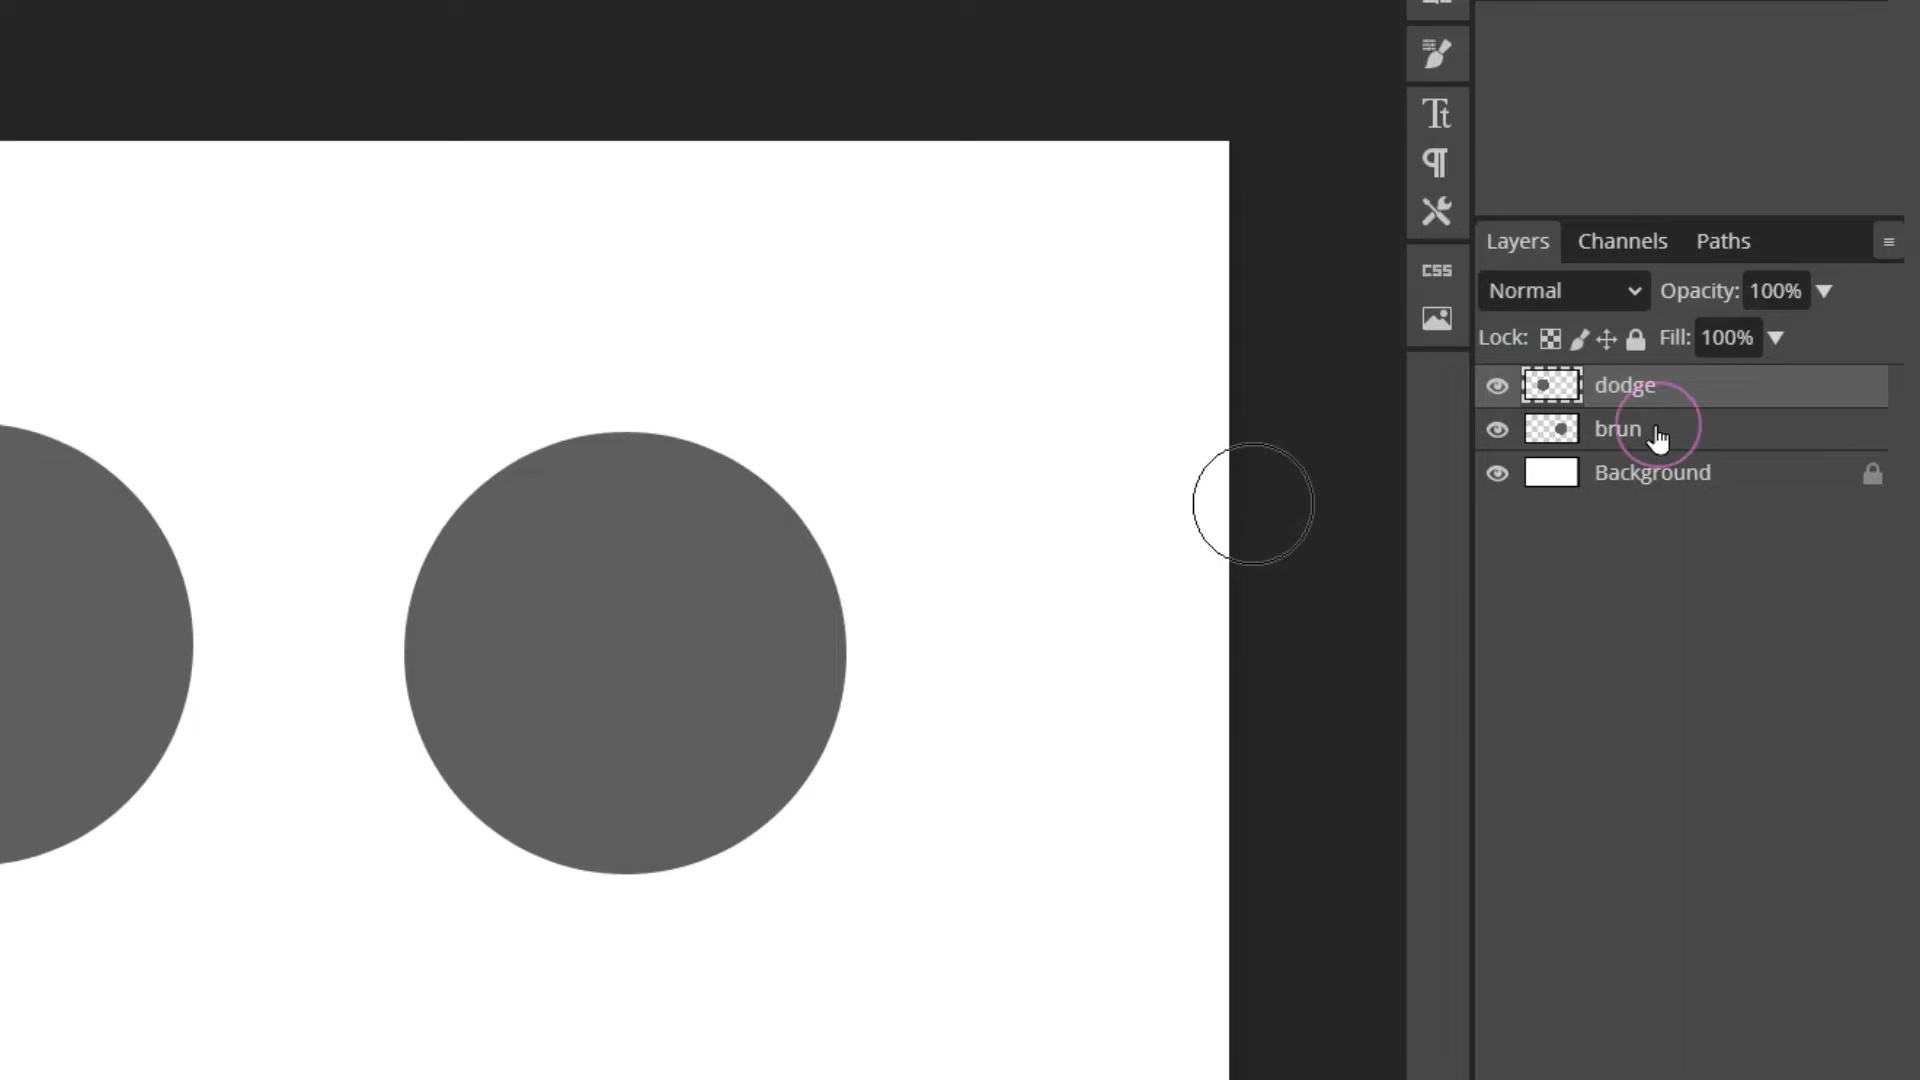 Tt
¶
CSS
Layers Channels Paths
Normal Opacity: 100%
Lock: Fill: 100%
dodge
brun
Background